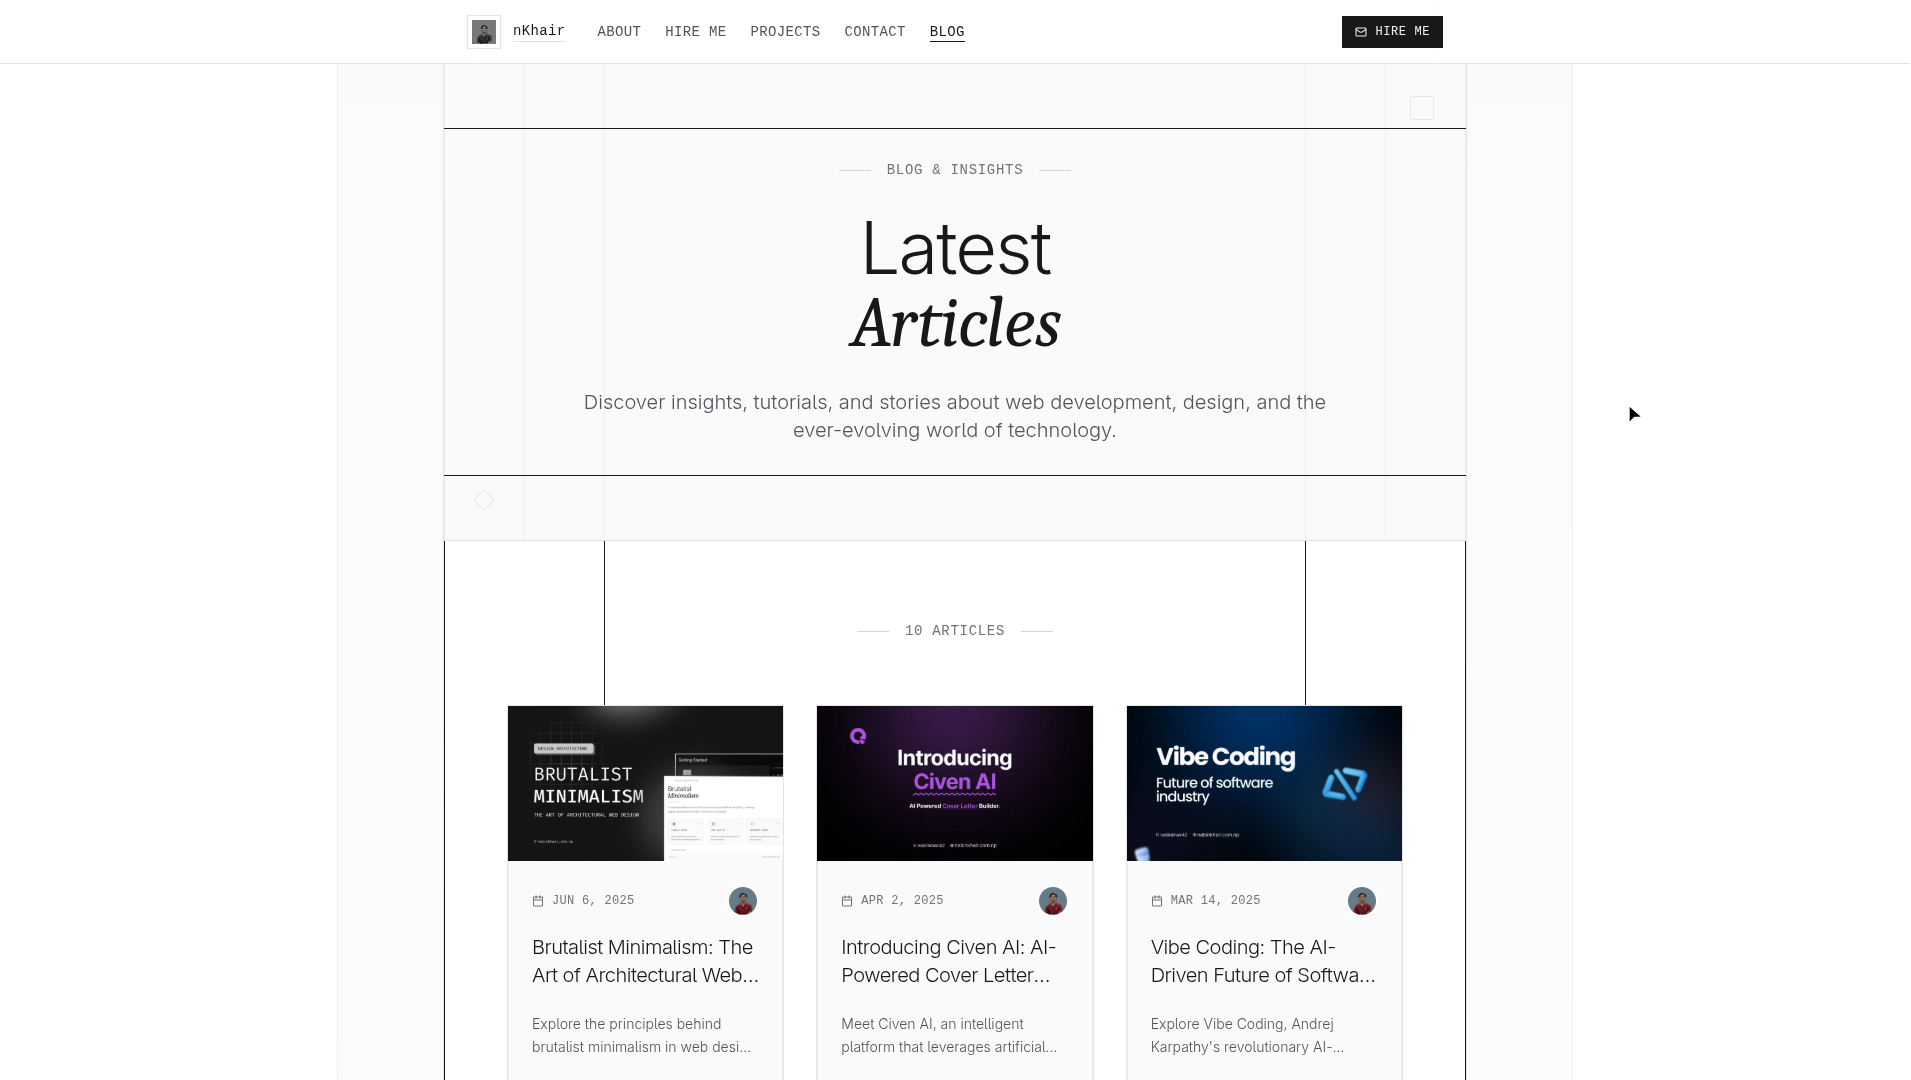 nKhair
ABOUT
HIRE ME
PROJECTS
CONTACT
BLOG
HIRE ME
BLOG & INSIGHTS
Latest
Articles
Discover insights, tutorials, and stories about web development, design, and the
ever-evolving world of technology.
10 ARTICLES
BRUTALIST
MINIMALISM
THE ART OF ARCHITECTURAL WEB DESIGN
Getting Started
Brutalist
Minimalism
Introducing
Civen AI
AI Powered Cover Letter Builder.
Vibe Coding
Future of software
industry
JUN 6, 2025
Brutalist Minimalism: The
Art of Architectural Web...
Explore the principles behind
brutalist minimalism in web desi...
APR 2, 2025
Introducing Civen AI: AI-
Powered Cover Letter...
Meet Civen AI, an intelligent
platform that leverages artificial...
MAR 14, 2025
Vibe Coding: The AI-
Driven Future of Softwa...
Explore Vibe Coding, Andrej
Karpathy's revolutionary AI-...